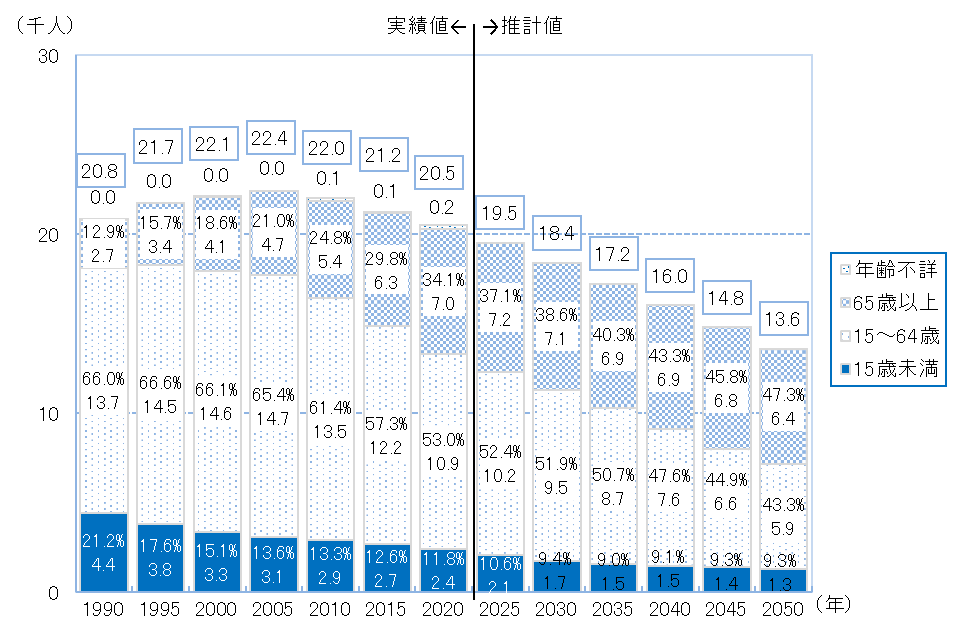 （千人）
実績値← →推計値
30
20
10
0
20.8 21.7 22.1 22.4 22.0 21.2 20.5 19.5 18.4 17.2 16.0 14.8 13.6
0.0 0.0 0.0 0.0 0.1 0.1 0.2
12.9% 15.7% 18.6% 21.0% 24.8% 29.8% 34.1% 37.1% 38.6% 40.3% 43.3% 45.8% 47.3%
2.7 3.4 4.1 4.7 5.4 6.3 7.0 7.2 7.1 6.9 6.9 6.8 6.4
66.0% 66.6% 66.1% 65.4% 61.4% 57.3% 53.0% 52.4% 51.9% 50.7% 47.6% 44.9% 43.3%
13.7 14.5 14.6 14.7 13.5 12.2 10.9 10.2 9.5 8.7 7.6 6.6 5.9
21.2% 17.6% 15.1% 13.6% 13.3% 12.6% 11.8% 10.6% 9.4% 9.0% 9.1% 9.3% 9.3%
4.4 3.8 3.3 3.1 2.9 2.7 2.4 2.1 1.7 1.5 1.5 1.4 1.3
1990 1995 2000 2005 2010 2015 2020 2025 2030 2035 2040 2045 2050 （年）
年齢不詳
65歳以上
15～64歳
15歳未満